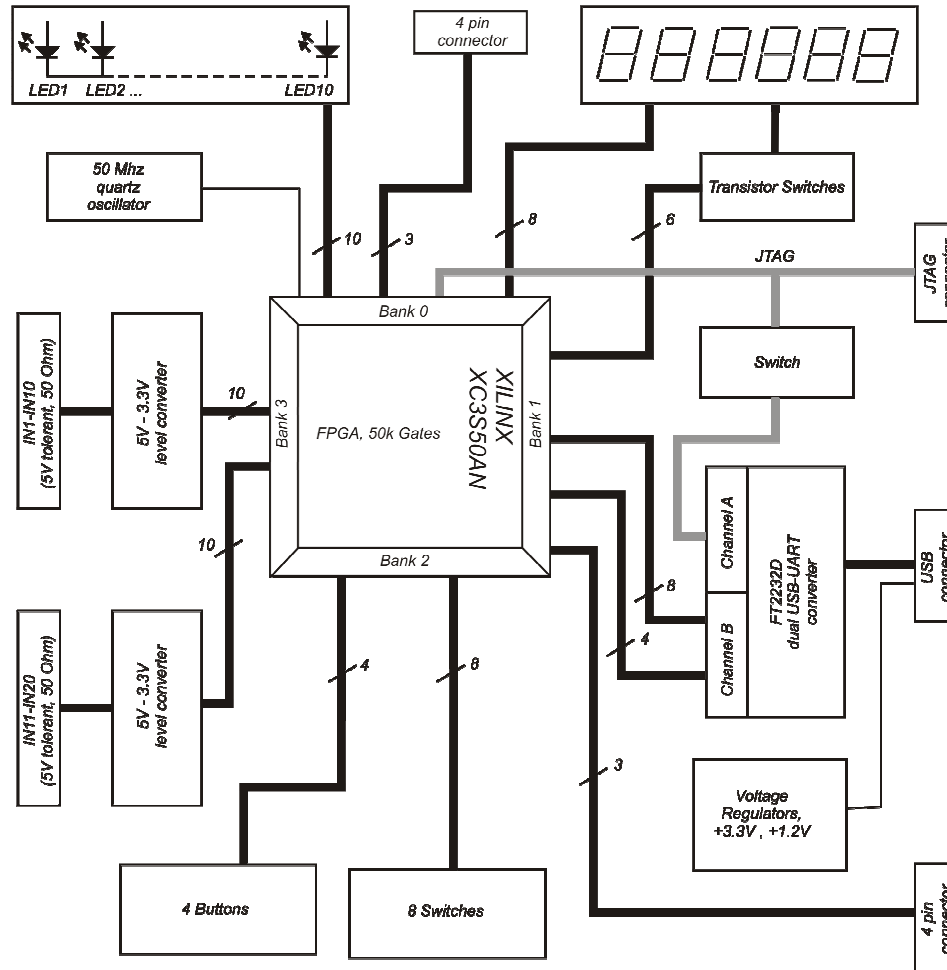 4 pin
connector
LED1 LED2 ... LED10
50 Mhz
quartz
oscillator
Transistor Switches
10
3
8
6
JTAG
JTAG
Bank 0
Switch
IN1-IN10
(5V tolerant, 50 Ohm)
5V - 3.3V
level converter
10
Bank 3
FPGA, 50k Gates
XILINX
XC3S50AN
Bank 1
10
Bank 2
Channel A
FT2232D
dual USB-UART
converter
USB
connector
8
4
Channel B
IN11-IN20
(5V tolerant, 50 Ohm)
5V - 3.3V
level converter
4
8
3
Voltage
Regulators,
+3.3V , +1.2V
4 Buttons
8 Switches
4 pin
connector